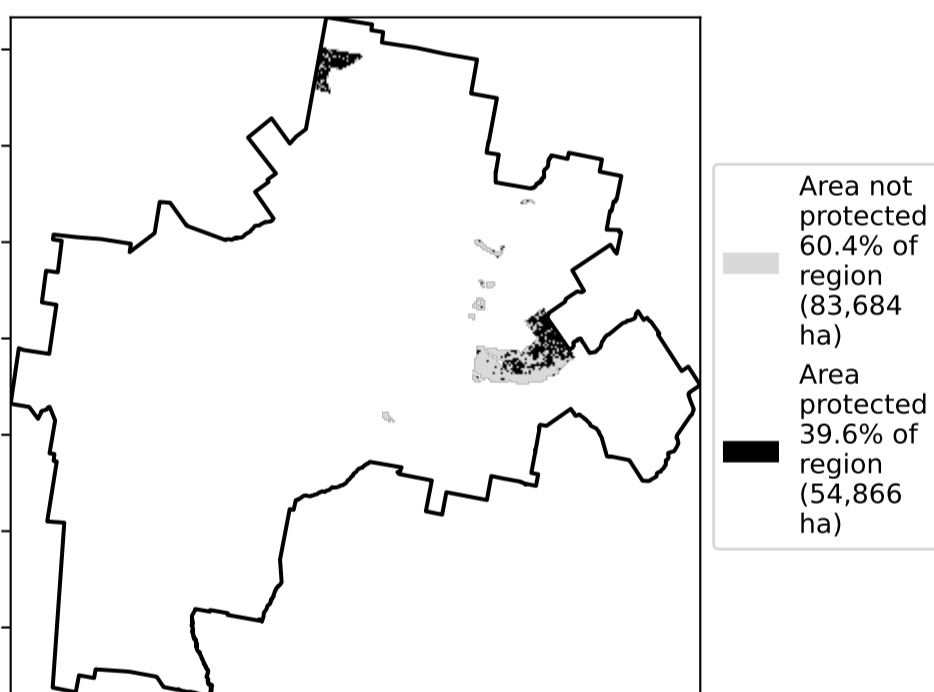 Area not
protected
60.4% of
region
(83,684
ha)
Area
protected
39.6% of
region
(54,866
ha)